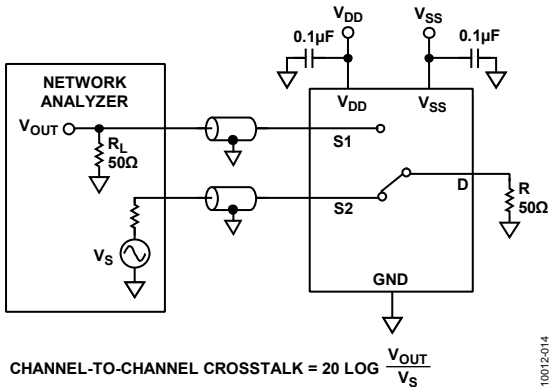 V_DD
V_SS
0.1µF
0.1µF
NETWORK
ANALYZER
V_DD
V_SS
V_OUT
R_L
50Ω
S1
S2
D
R
50Ω
V_S
GND
CHANNEL-TO-CHANNEL CROSSTALK = 20 LOG V_OUT / V_S
10012-014